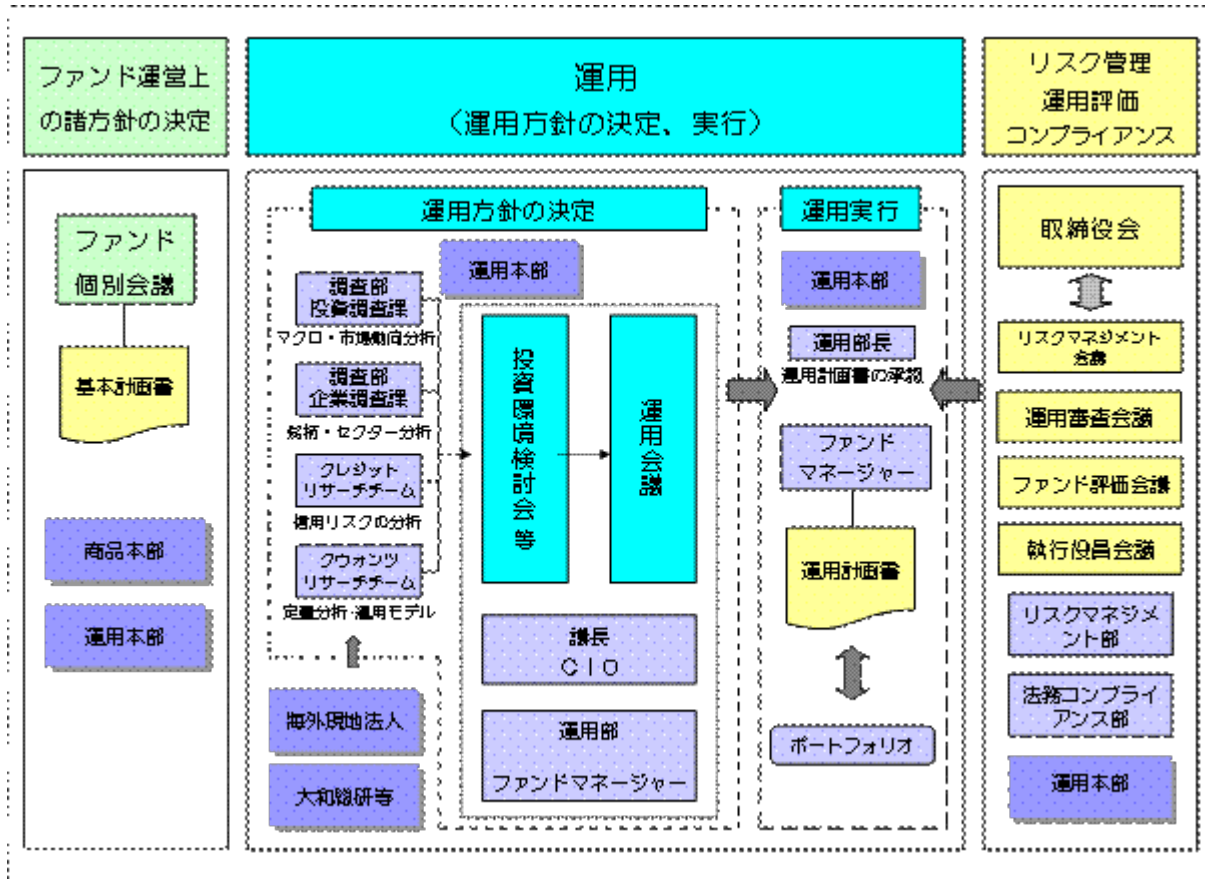 ファンド運営上
の諸方針の決定
運用
（運用方針の決定、実行）
リスク管理
運用評価
コンプライアンス
ファンド
個別会議
基本計画書
商品本部
運用本部
運用方針の決定
運用本部
調査部
投資調査課
マクロ・市場動向分析
調査部
企業調査課
銘柄・セクター分析
クレジット
リサーチチーム
信用リスクの分析
クウォンツ
リサーチチーム
定量分析・運用モデル
海外現地法人
大和総研等
投資環境検討会等
運用会議
議長
ＣＩＯ
運用部
ファンドマネージャー
運用実行
運用本部
運用部長
運用計画書の承認
ファンド
マネージャー
運用計画書
ポートフォリオ
取締役会
リスクマネジメント
会議
運用審査会議
ファンド評価会議
執行役員会議
リスクマネジメ
ント部
法務コンプライ
アンス部
運用本部